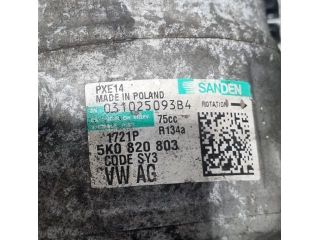 PXE14
MADE IN POLAND
SANDEN
031025093B4
ROTATION
75cc
R134a
1721P
5K0 820 803
CODE SY3
VW AG